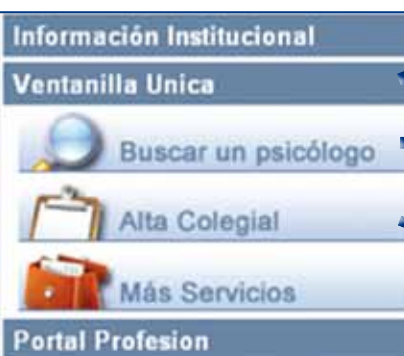 Información Institucional
Ventanilla Unica
Buscar un psicólogo
Alta Colegial
Más Servicios
Portal Profesion